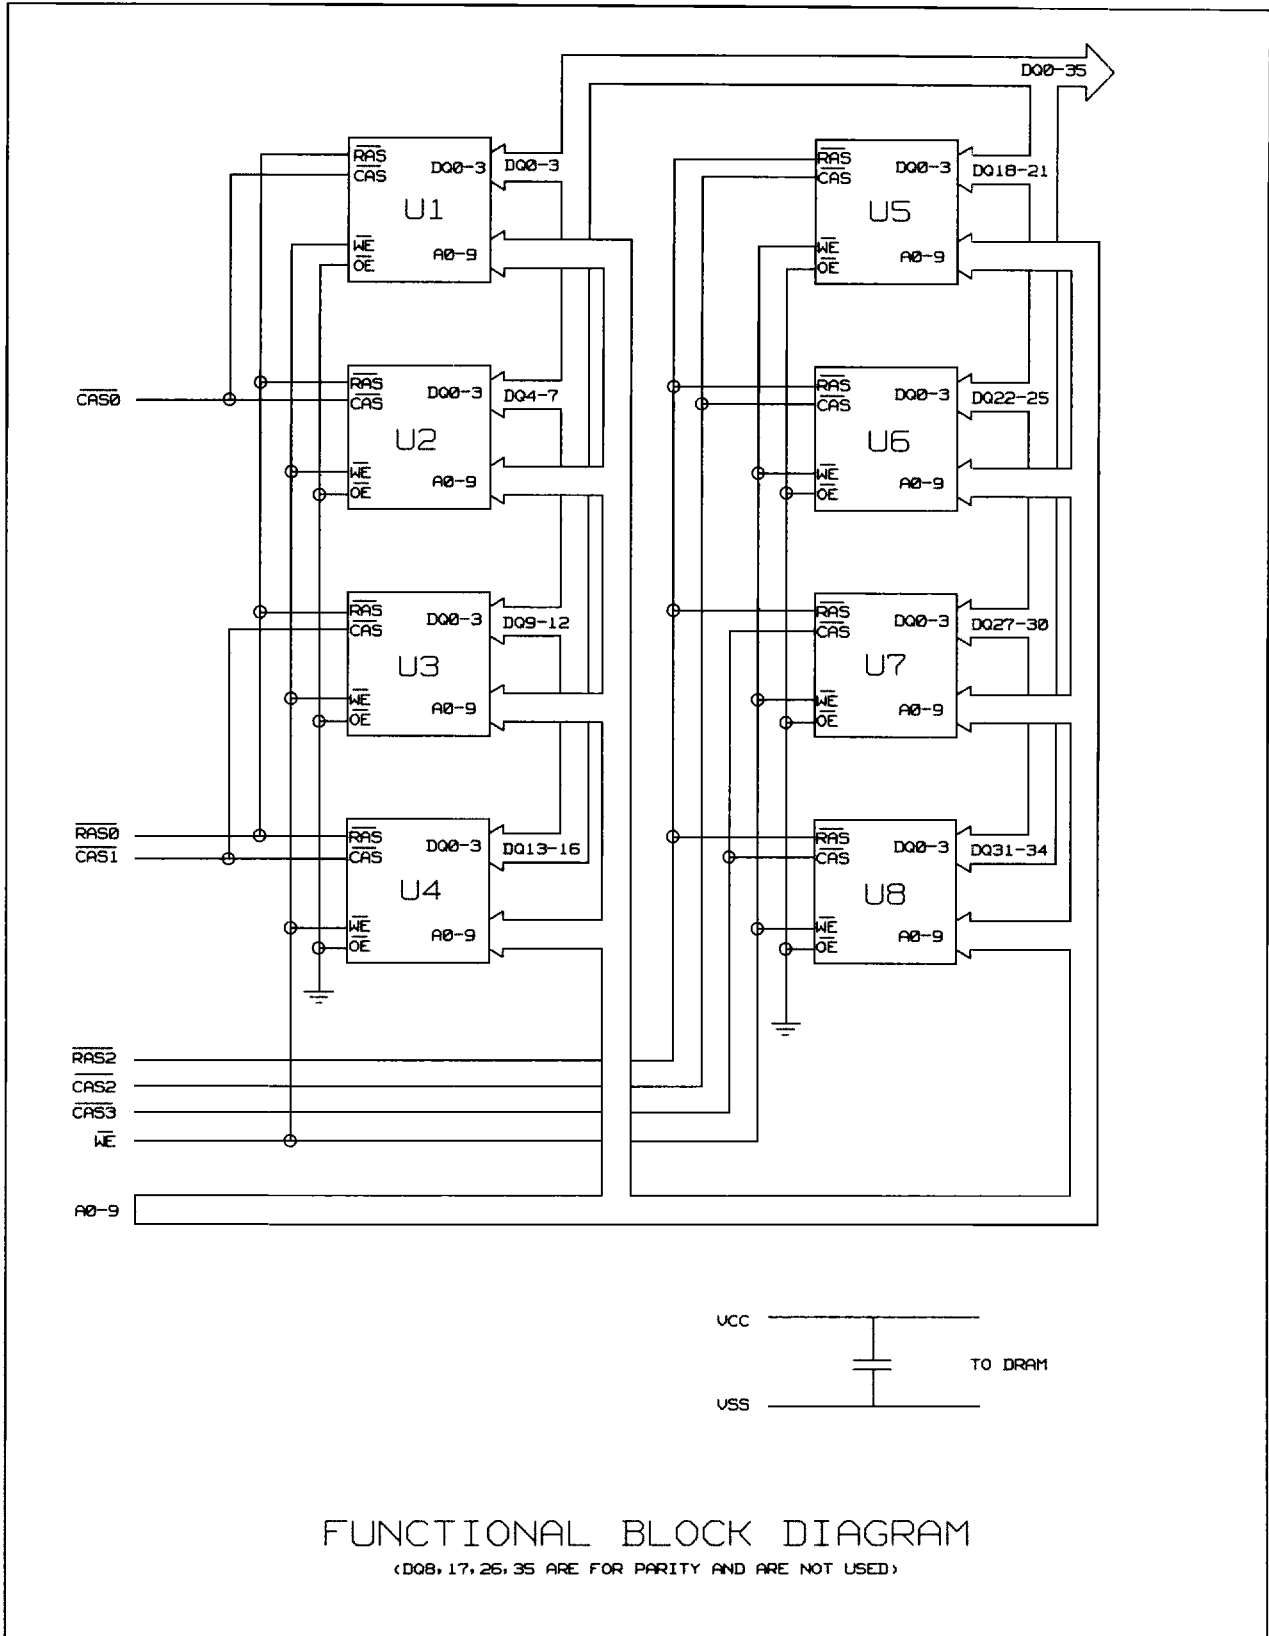 DQ0-35
RAS
CAS
DQ0-3
DQ0-3
U1
WE
OE
A0-9
RAS
CAS
DQ0-3
DQ18-21
U5
WE
OE
A0-9
CAS0
RAS
CAS
DQ0-3
DQ4-7
U2
WE
OE
A0-9
RAS
CAS
DQ0-3
DQ22-25
U6
WE
OE
A0-9
RAS
CAS
DQ0-3
DQ9-12
U3
WE
OE
A0-9
RAS
CAS
DQ0-3
DQ27-30
U7
WE
OE
A0-9
RAS0
CAS1
RAS
CAS
DQ0-3
DQ13-16
U4
WE
OE
A0-9
RAS
CAS
DQ0-3
DQ31-34
U8
WE
OE
A0-9
RAS2
CAS2
CAS3
WE
A0-9
VCC
TO DRAM
VSS
FUNCTIONAL BLOCK DIAGRAM
(DQ8,17,26,35 ARE FOR PARITY AND ARE NOT USED)